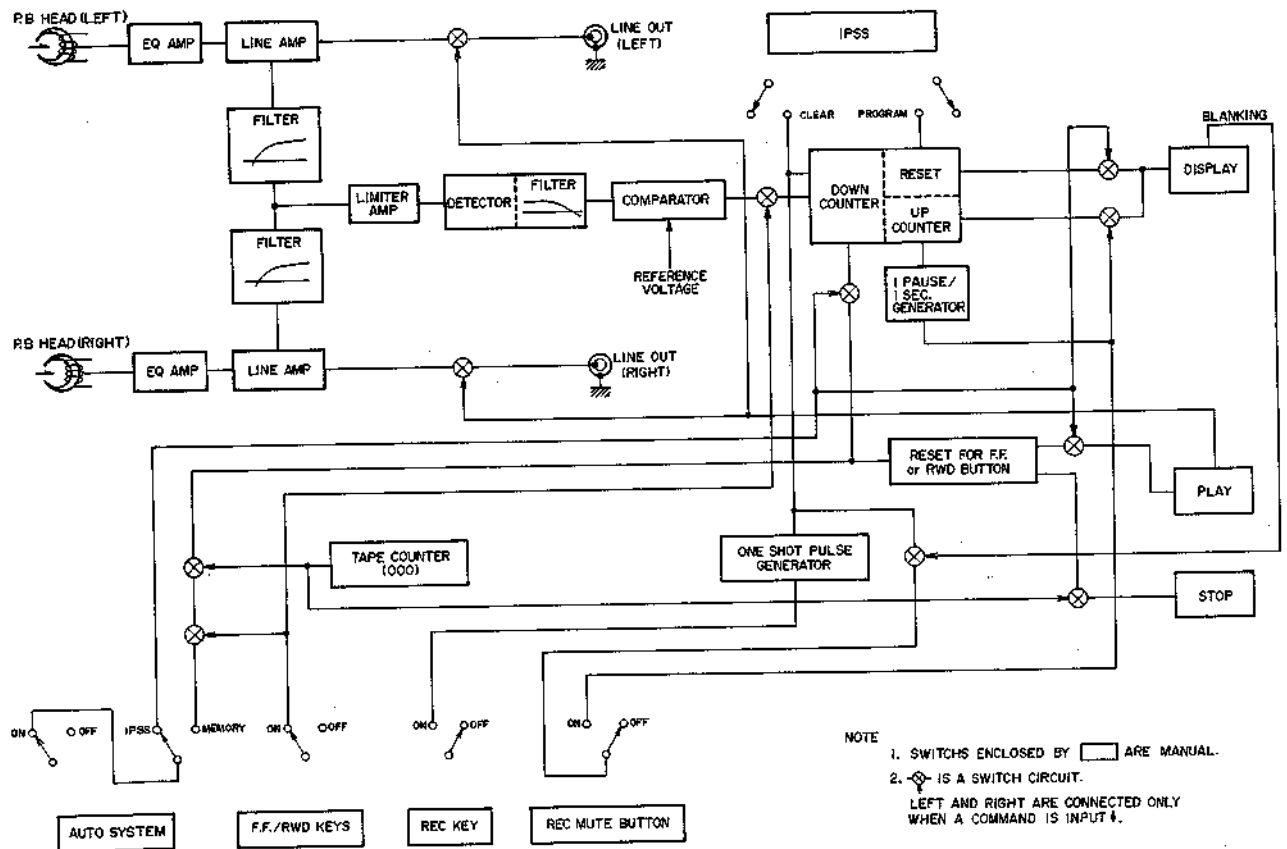 P.B HEAD (LEFT)
EQ AMP
LINE AMP
LINE OUT
(LEFT)
IPSS
FILTER
CLEAR
PROGRAM
BLANKING
LIMITER
AMP
DETECTOR
FILTER
COMPARATOR
DOWN
COUNTER
RESET
UP
COUNTER
DISPLAY
FILTER
REFERENCE
VOLTAGE
1 PAUSE/
1 SEC.
GENERATOR
P.B HEAD (RIGHT)
EQ AMP
LINE AMP
LINE OUT
(RIGHT)
RESET FOR F.F.
or RWD BUTTON
PLAY
TAPE COUNTER
(000)
ONE SHOT PULSE
GENERATOR
STOP
ON
OFF
IPSS
MEMORY
ON
OFF
ON
OFF
ON
OFF
AUTO SYSTEM
F.F./RWD KEYS
REC KEY
REC MUTE BUTTON
NOTE
1. SWITCHS ENCLOSED BY ARE MANUAL.
2. IS A SWITCH CIRCUIT.
LEFT AND RIGHT ARE CONNECTED ONLY
WHEN A COMMAND IS INPUT.